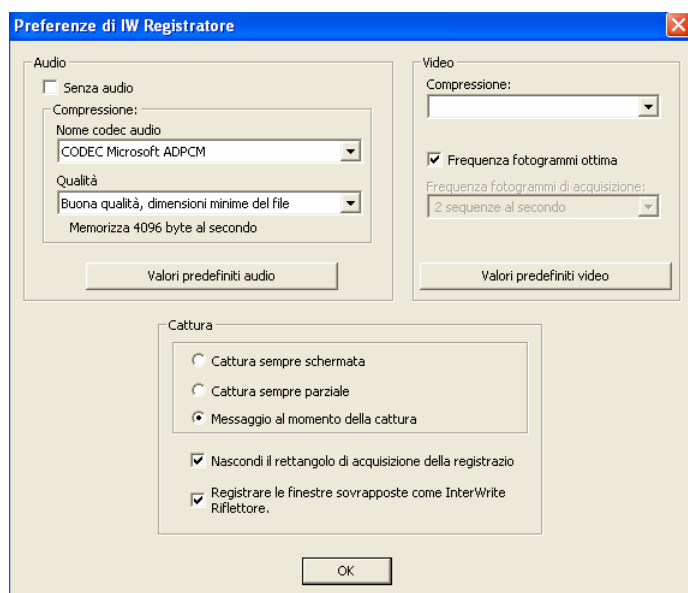 Preferenze di IW Registratore
Audio
Senza audio
Compressione:
Nome codec audio
CODEC Microsoft ADPCM
Qualità
Buona qualità, dimensioni minime del file
Memorizza 4096 byte al secondo
Valori predefiniti audio
Video
Compressione:
Frequenza fotogrammi ottima
Frequenza fotogrammi di acquisizione:
2 sequenze al secondo
Valori predefiniti video
Cattura
Cattura sempre schermata
Cattura sempre parziale
Messaggio al momento della cattura
Nascondi il rettangolo di acquisizione della registrazio
Registrare le finestre sovrapposte come InterWrite
Riflettore.
OK